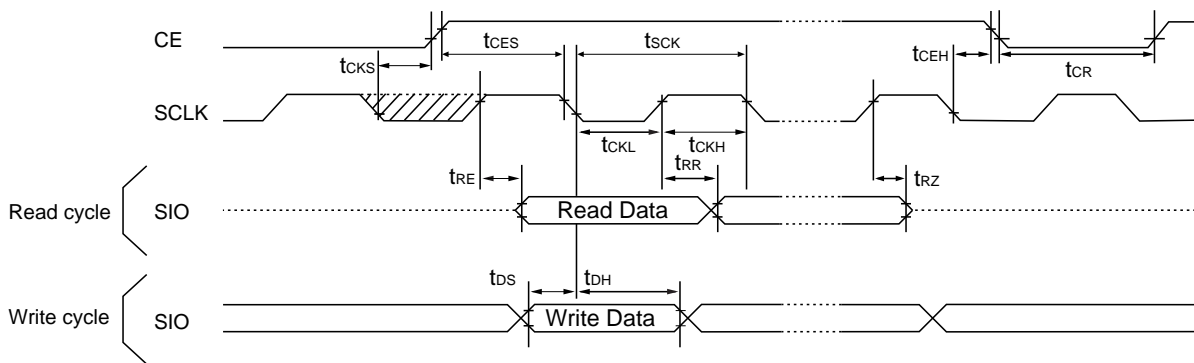 CE
tCKS
tCES
tSCK
tCEH
tCR
SCLK
tCKL
tCKH
tRE
tRR
tRZ
Read cycle
SIO
Read Data
tDS
tDH
Write cycle
SIO
Write Data